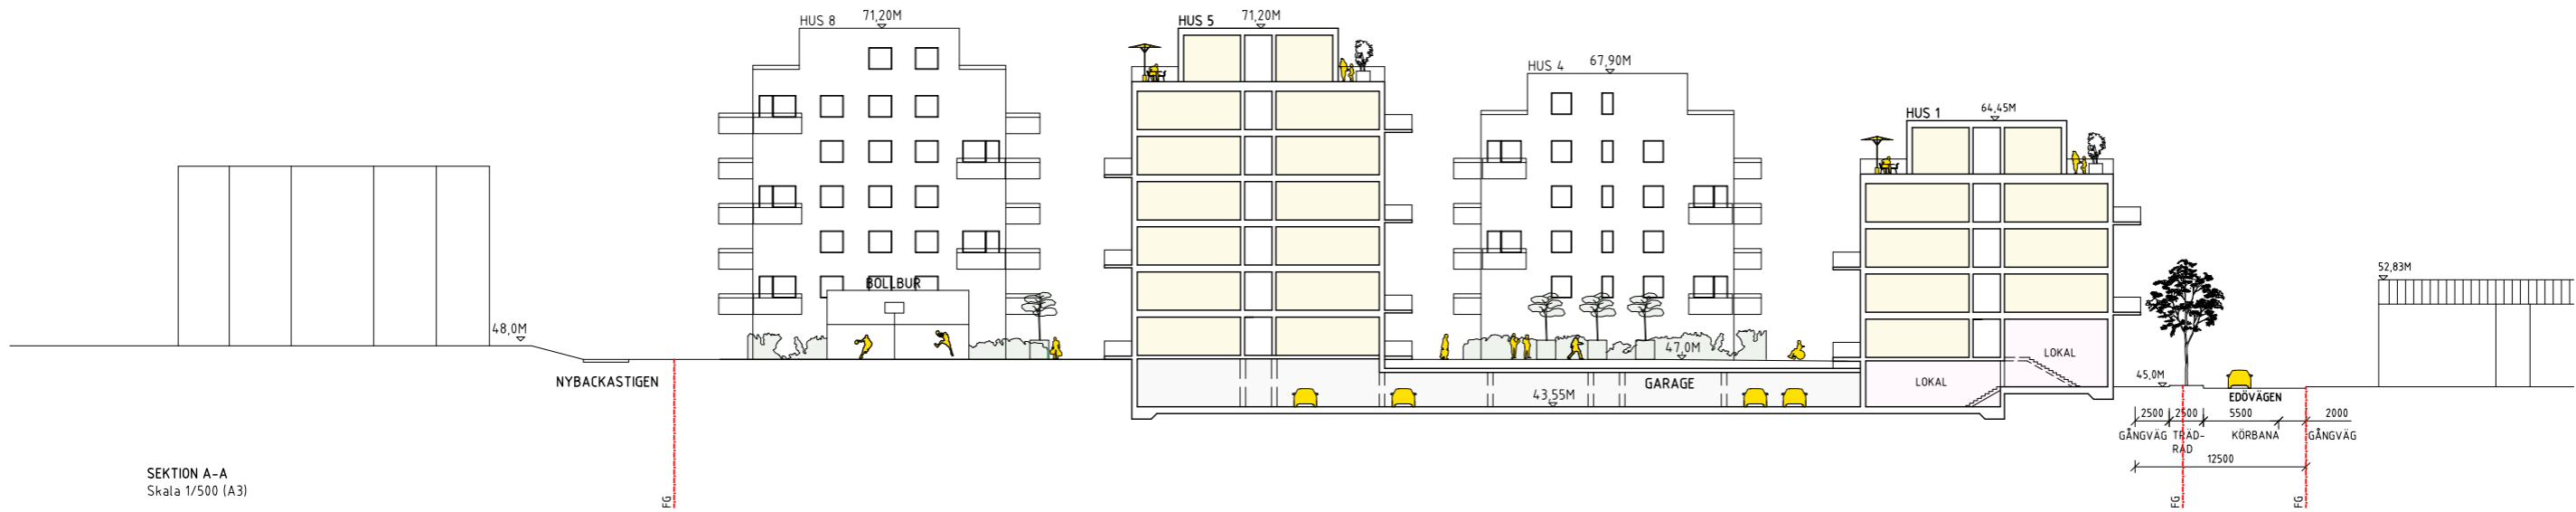 HUS 8
71,20M
HUS 5
71,20M
HUS 4
67,90M
HUS 1
64,45M
52,83M
BOLLBUR
48,0M
47,0M
LOKAL
NYBACKASTIGEN
GARAGE
LOKAL
45,0M
43,55M
EDÖVÄGEN
2500
2500
5500
2000
GÅNGVÄG
TRÄD-
RAD
KÖRBANA
GÅNGVÄG
12500
SEKTION A-A
Skala 1/500 (A3)
FG
FG
FG